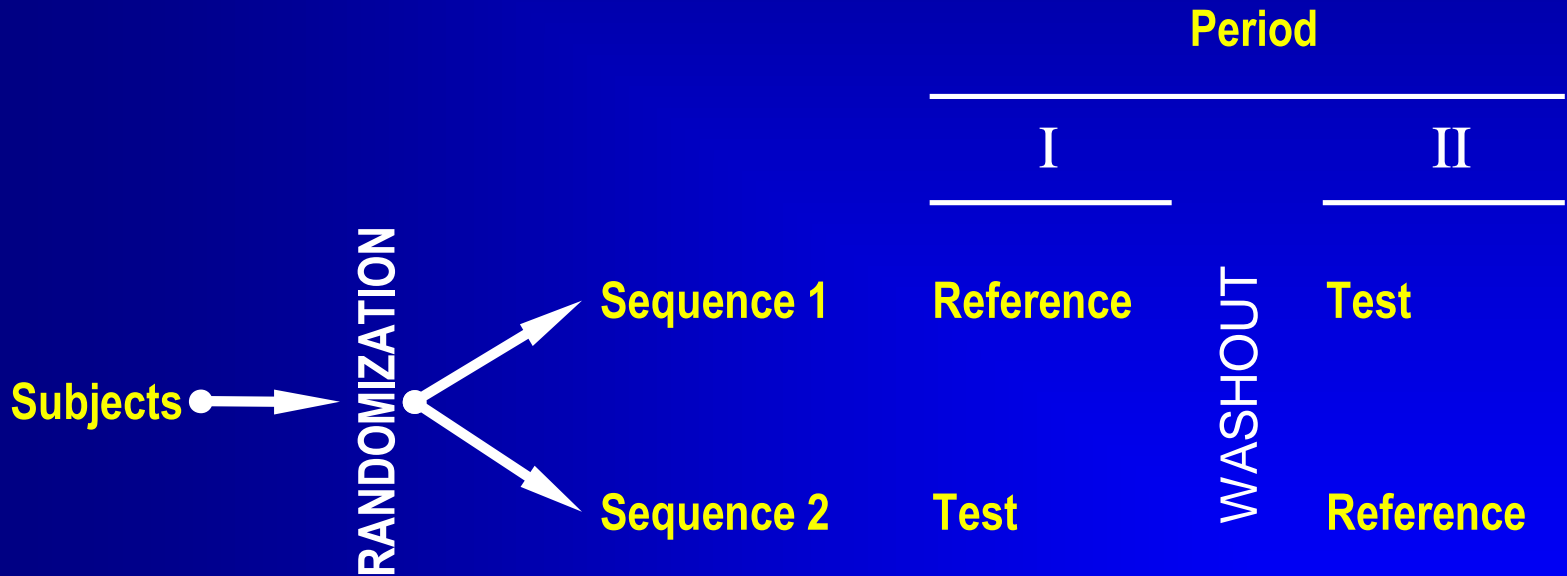 Period
I II
RANDOMIZATION
Sequence 1 Reference WASHOUT Test
Subjects
Sequence 2 Test Reference